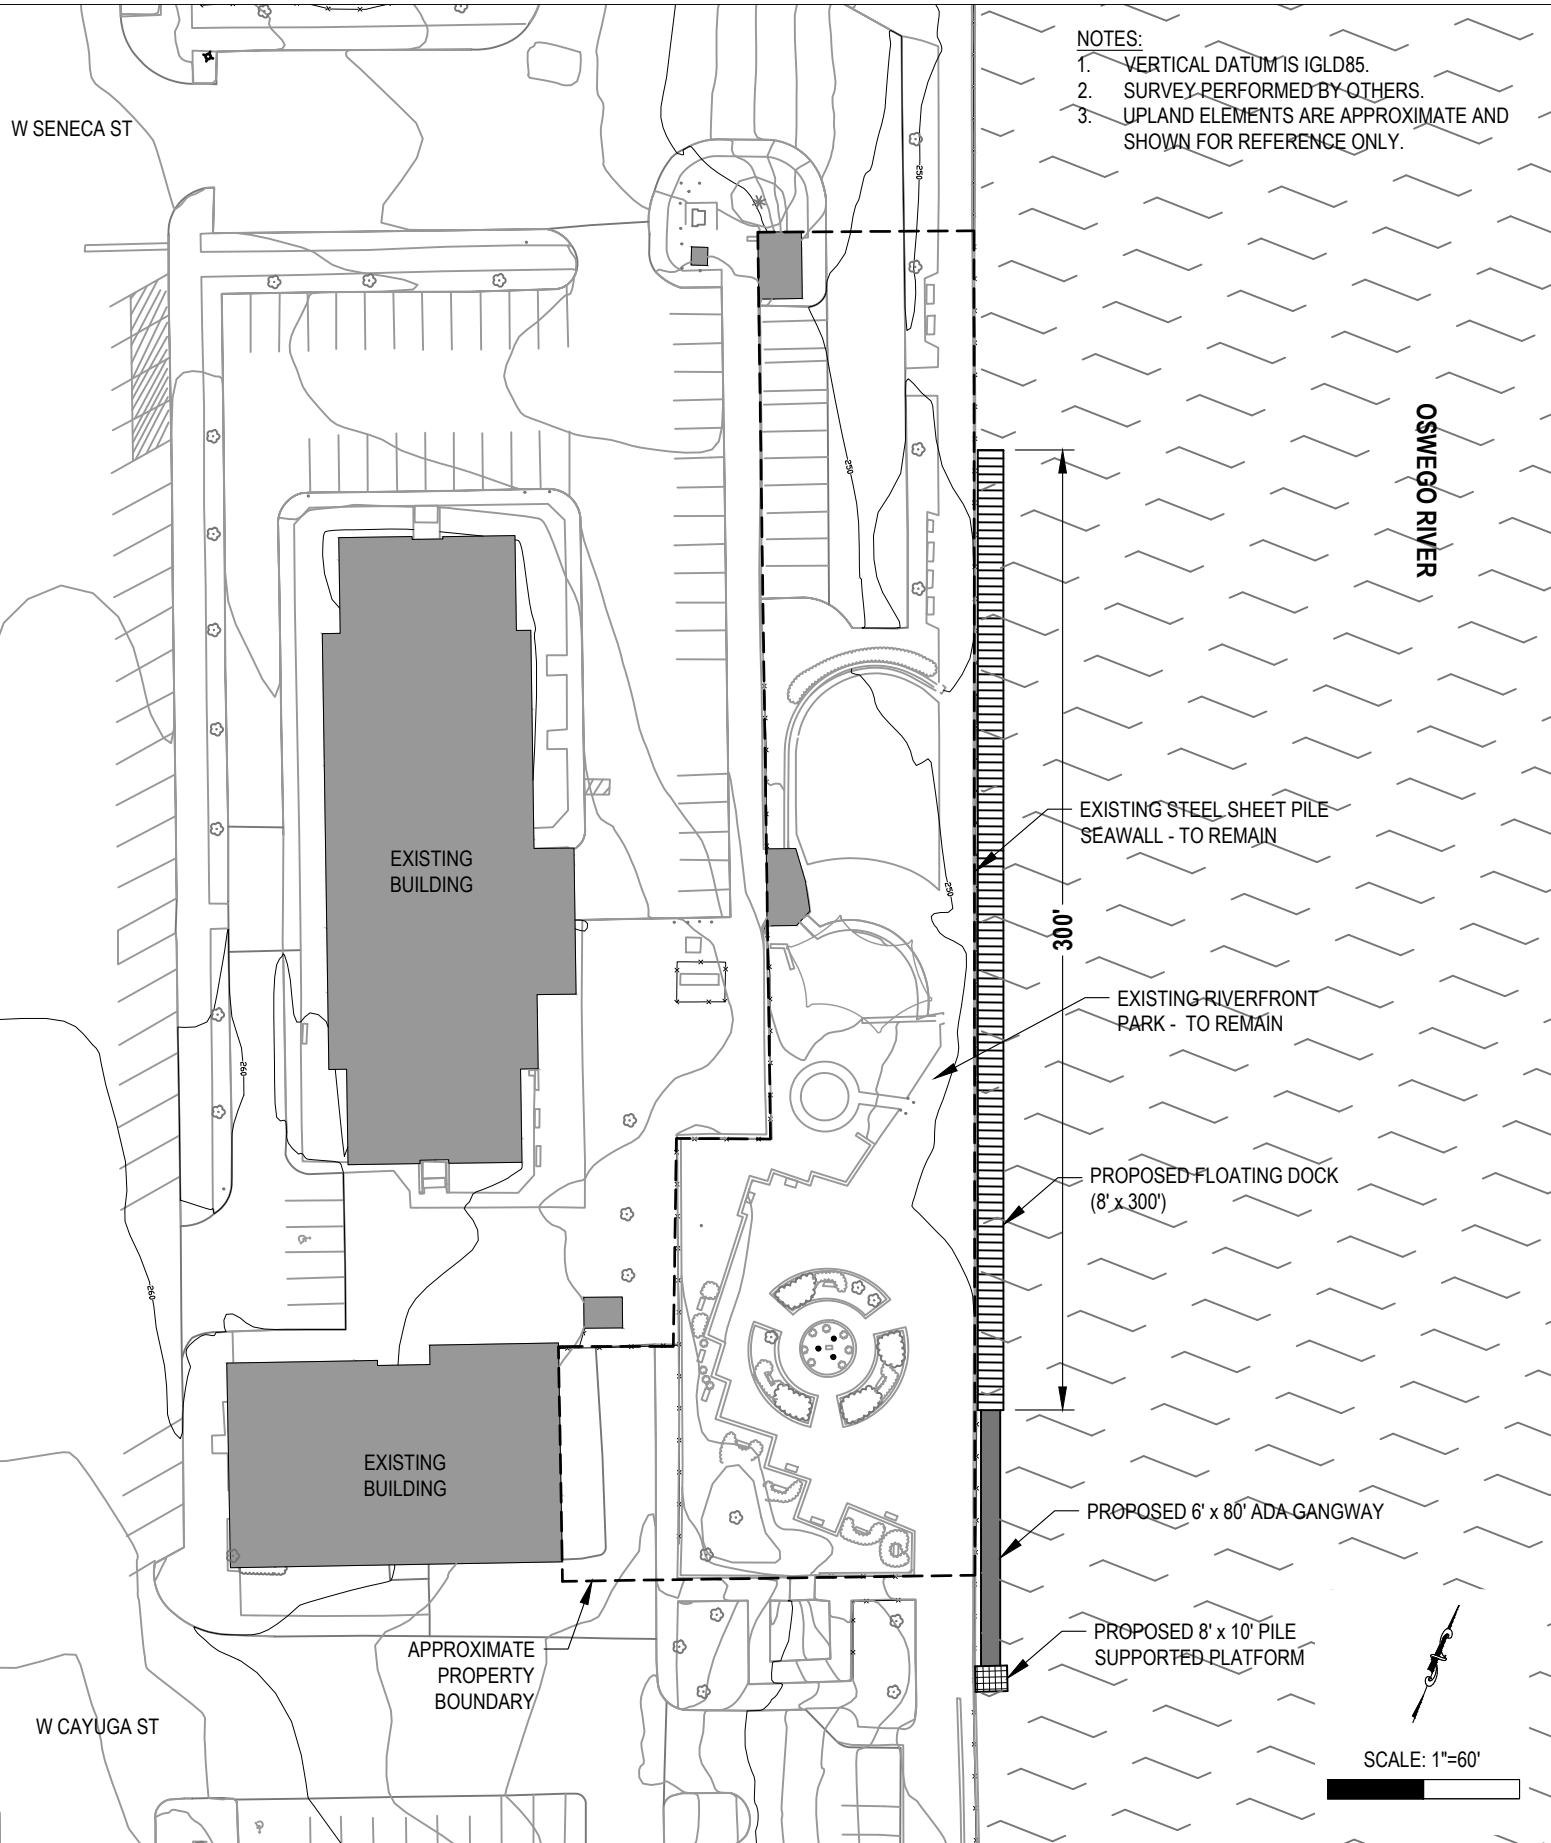 NOTES:
1. VERTICAL DATUM IS IGLD85.
2. SURVEY PERFORMED BY OTHERS.
3. UPLAND ELEMENTS ARE APPROXIMATE AND
SHOWN FOR REFERENCE ONLY.
W SENECA ST
250
OSWEGO RIVER
250
EXISTING STEEL SHEET PILE
SEAWALL - TO REMAIN
EXISTING
BUILDING
250
300'
EXISTING RIVERFRONT
PARK - TO REMAIN
260
PROPOSED FLOATING DOCK
(8' x 300')
260
EXISTING
BUILDING
PROPOSED 6' x 80' ADA GANGWAY
PROPOSED 8' x 10' PILE
SUPPORTED PLATFORM
APPROXIMATE
PROPERTY
BOUNDARY
W CAYUGA ST
SCALE: 1"=60'